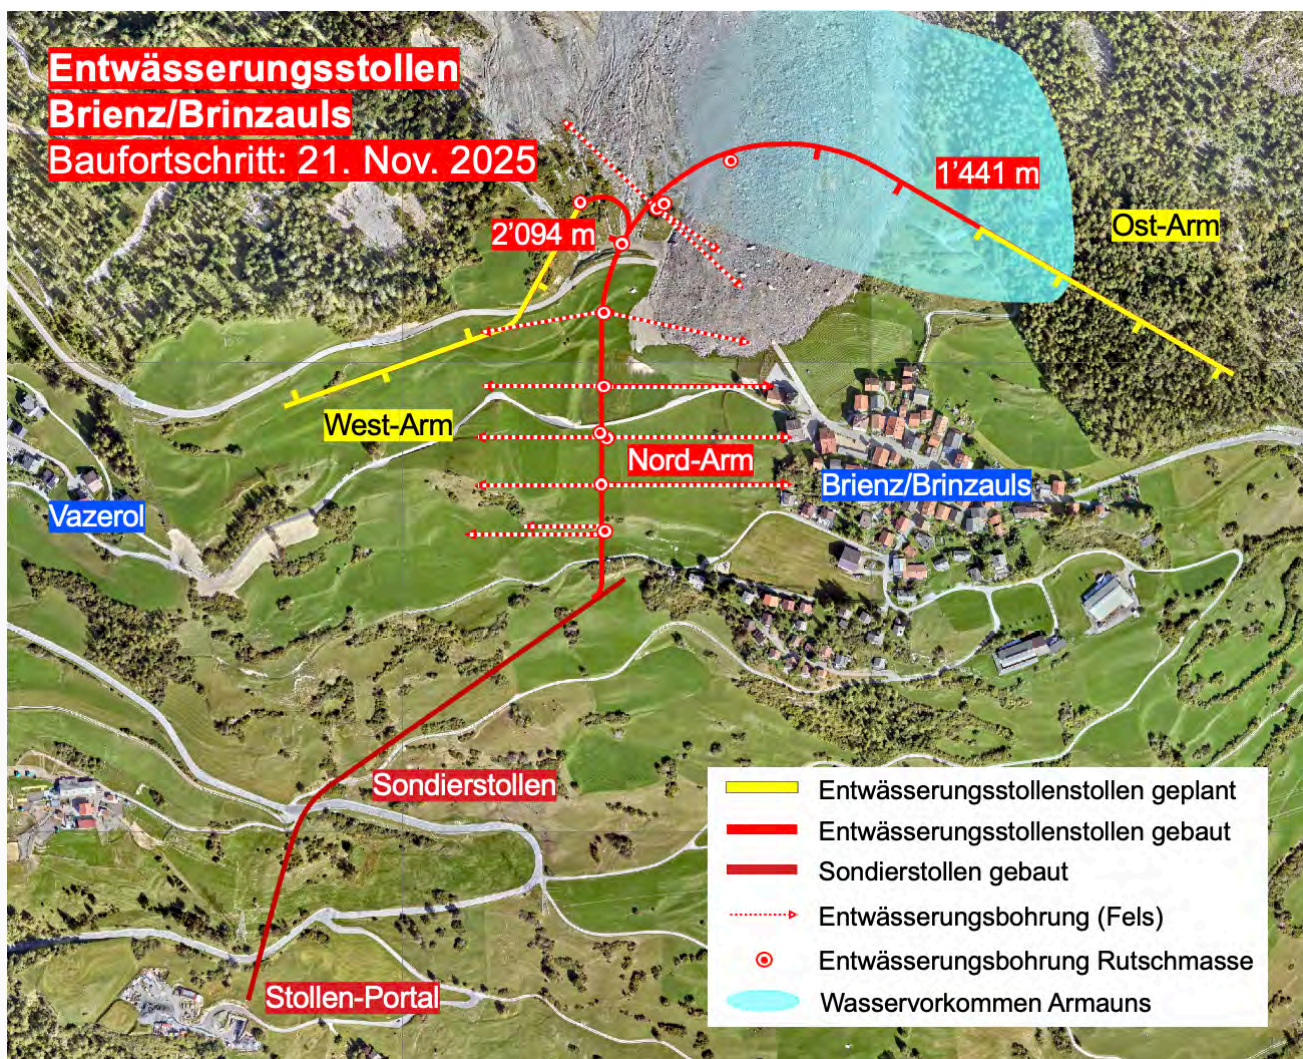 Entwässerungsstollen
Brienz/Brinzauls
Baufortschritt: 21. Nov. 2025
1’441 m
Ost-Arm
2’094 m
West-Arm
Nord-Arm
Brienz/Brinzauls
Vazerol
Sondierstollen
Stollen-Portal
Entwässerungsstollenstollen geplant
Entwässerungsstollenstollen gebaut
Sondierstollen gebaut
Entwässerungsbohrung (Fels)
Entwässerungsbohrung Rutschmasse
Wasservorkommen Armauns